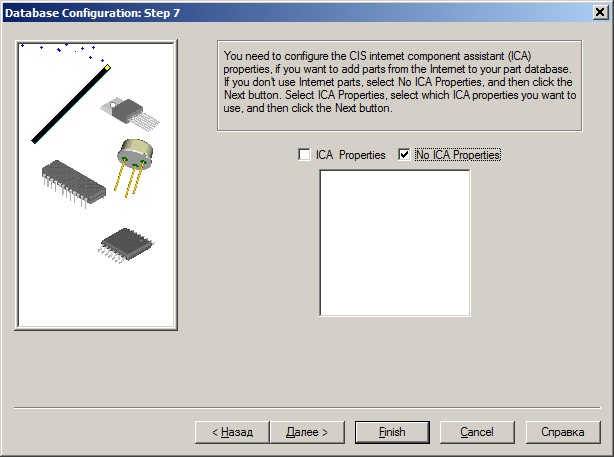 Database Configuration: Step 7
You need to configure the CIS internet component assistant (ICA)
properties, if you want to add parts from the Internet to your part database.
If you don't use Internet parts, select No ICA Properties, and then click the
Next button. Select ICA Properties, select which ICA properties you want to
use, and then click the Next button.
ICA Properties
No ICA Properties
< Назад
Далее >
Finish
Cancel
Справка